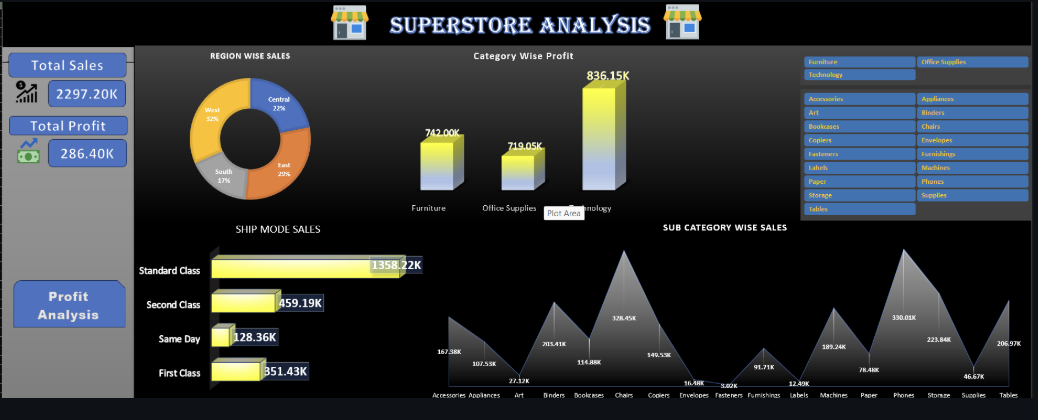 SUPERSTORE ANALYSIS
Total Sales
2297.20K
Total Profit
286.40K
Profit
Analysis
REGION WISE SALES
Central
22%
East
29%
South
17%
West
32%
Category Wise Profit
742.00K
719.05K
836.15K
Furniture
Office Supplies
Technology
Plot Area
Furniture
Office Supplies
Technology
Accessories
Appliances
Art
Binders
Bookcases
Chairs
Copiers
Envelopes
Fasteners
Furnishings
Labels
Machines
Paper
Phones
Storage
Supplies
Tables
SHIP MODE SALES
Standard Class
1358.22K
Second Class
459.19K
Same Day
128.36K
First Class
351.43K
SUB CATEGORY WISE SALES
167.38K
107.53K
27.12K
203.41K
114.88K
328.45K
149.53K
16.48K
3.02K
91.71K
12.49K
189.24K
78.48K
330.01K
223.84K
46.67K
206.97K
Accessories Appliances Art Binders Bookcases Chairs Copiers Envelopes Fasteners Furnishings Labels Machines Paper Phones Storage Supplies Tables